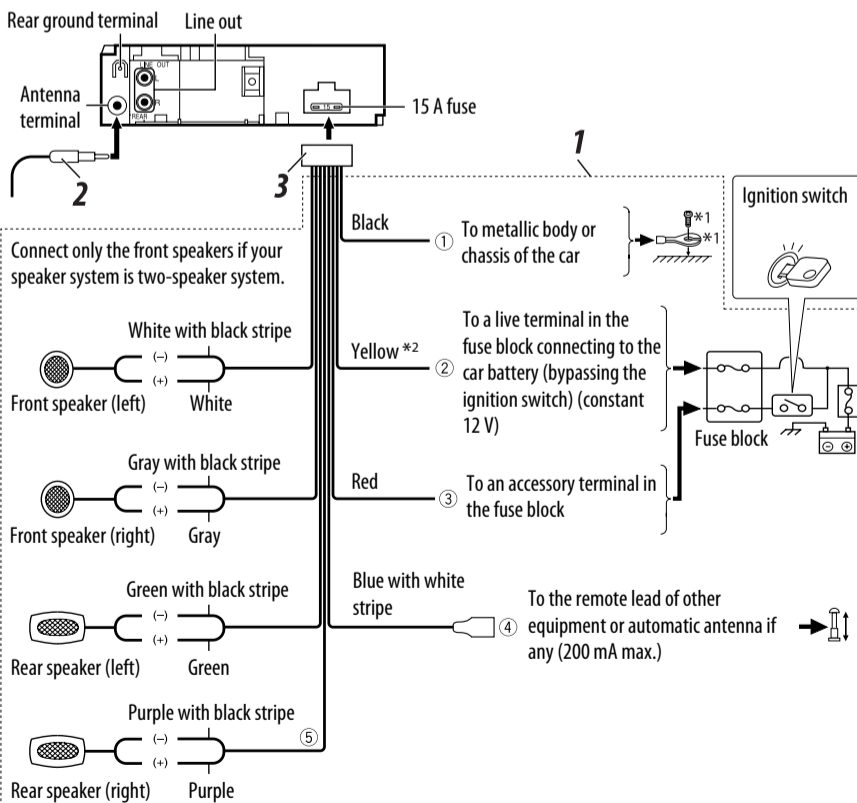 Rear ground terminal
Line out
LINE OUT
L
R
REAR
Antenna
terminal
15
15 A fuse
2
3
1
Ignition switch
Black
①
To metallic body or
chassis of the car
*1
*1
Connect only the front speakers if your
speaker system is two-speaker system.
White with black stripe
(–)
(+)
Front speaker (left)
White
Yellow *2
②
To a live terminal in the
fuse block connecting to the
car battery (bypassing the
ignition switch) (constant
12 V)
Fuse block
Gray with black stripe
(–)
(+)
Front speaker (right)
Gray
Red
③
To an accessory terminal in
the fuse block
Green with black stripe
(–)
(+)
Rear speaker (left)
Green
Blue with white
stripe
④
To the remote lead of other
equipment or automatic antenna if
any (200 mA max.)
Purple with black stripe
⑤
(–)
(+)
Rear speaker (right)
Purple